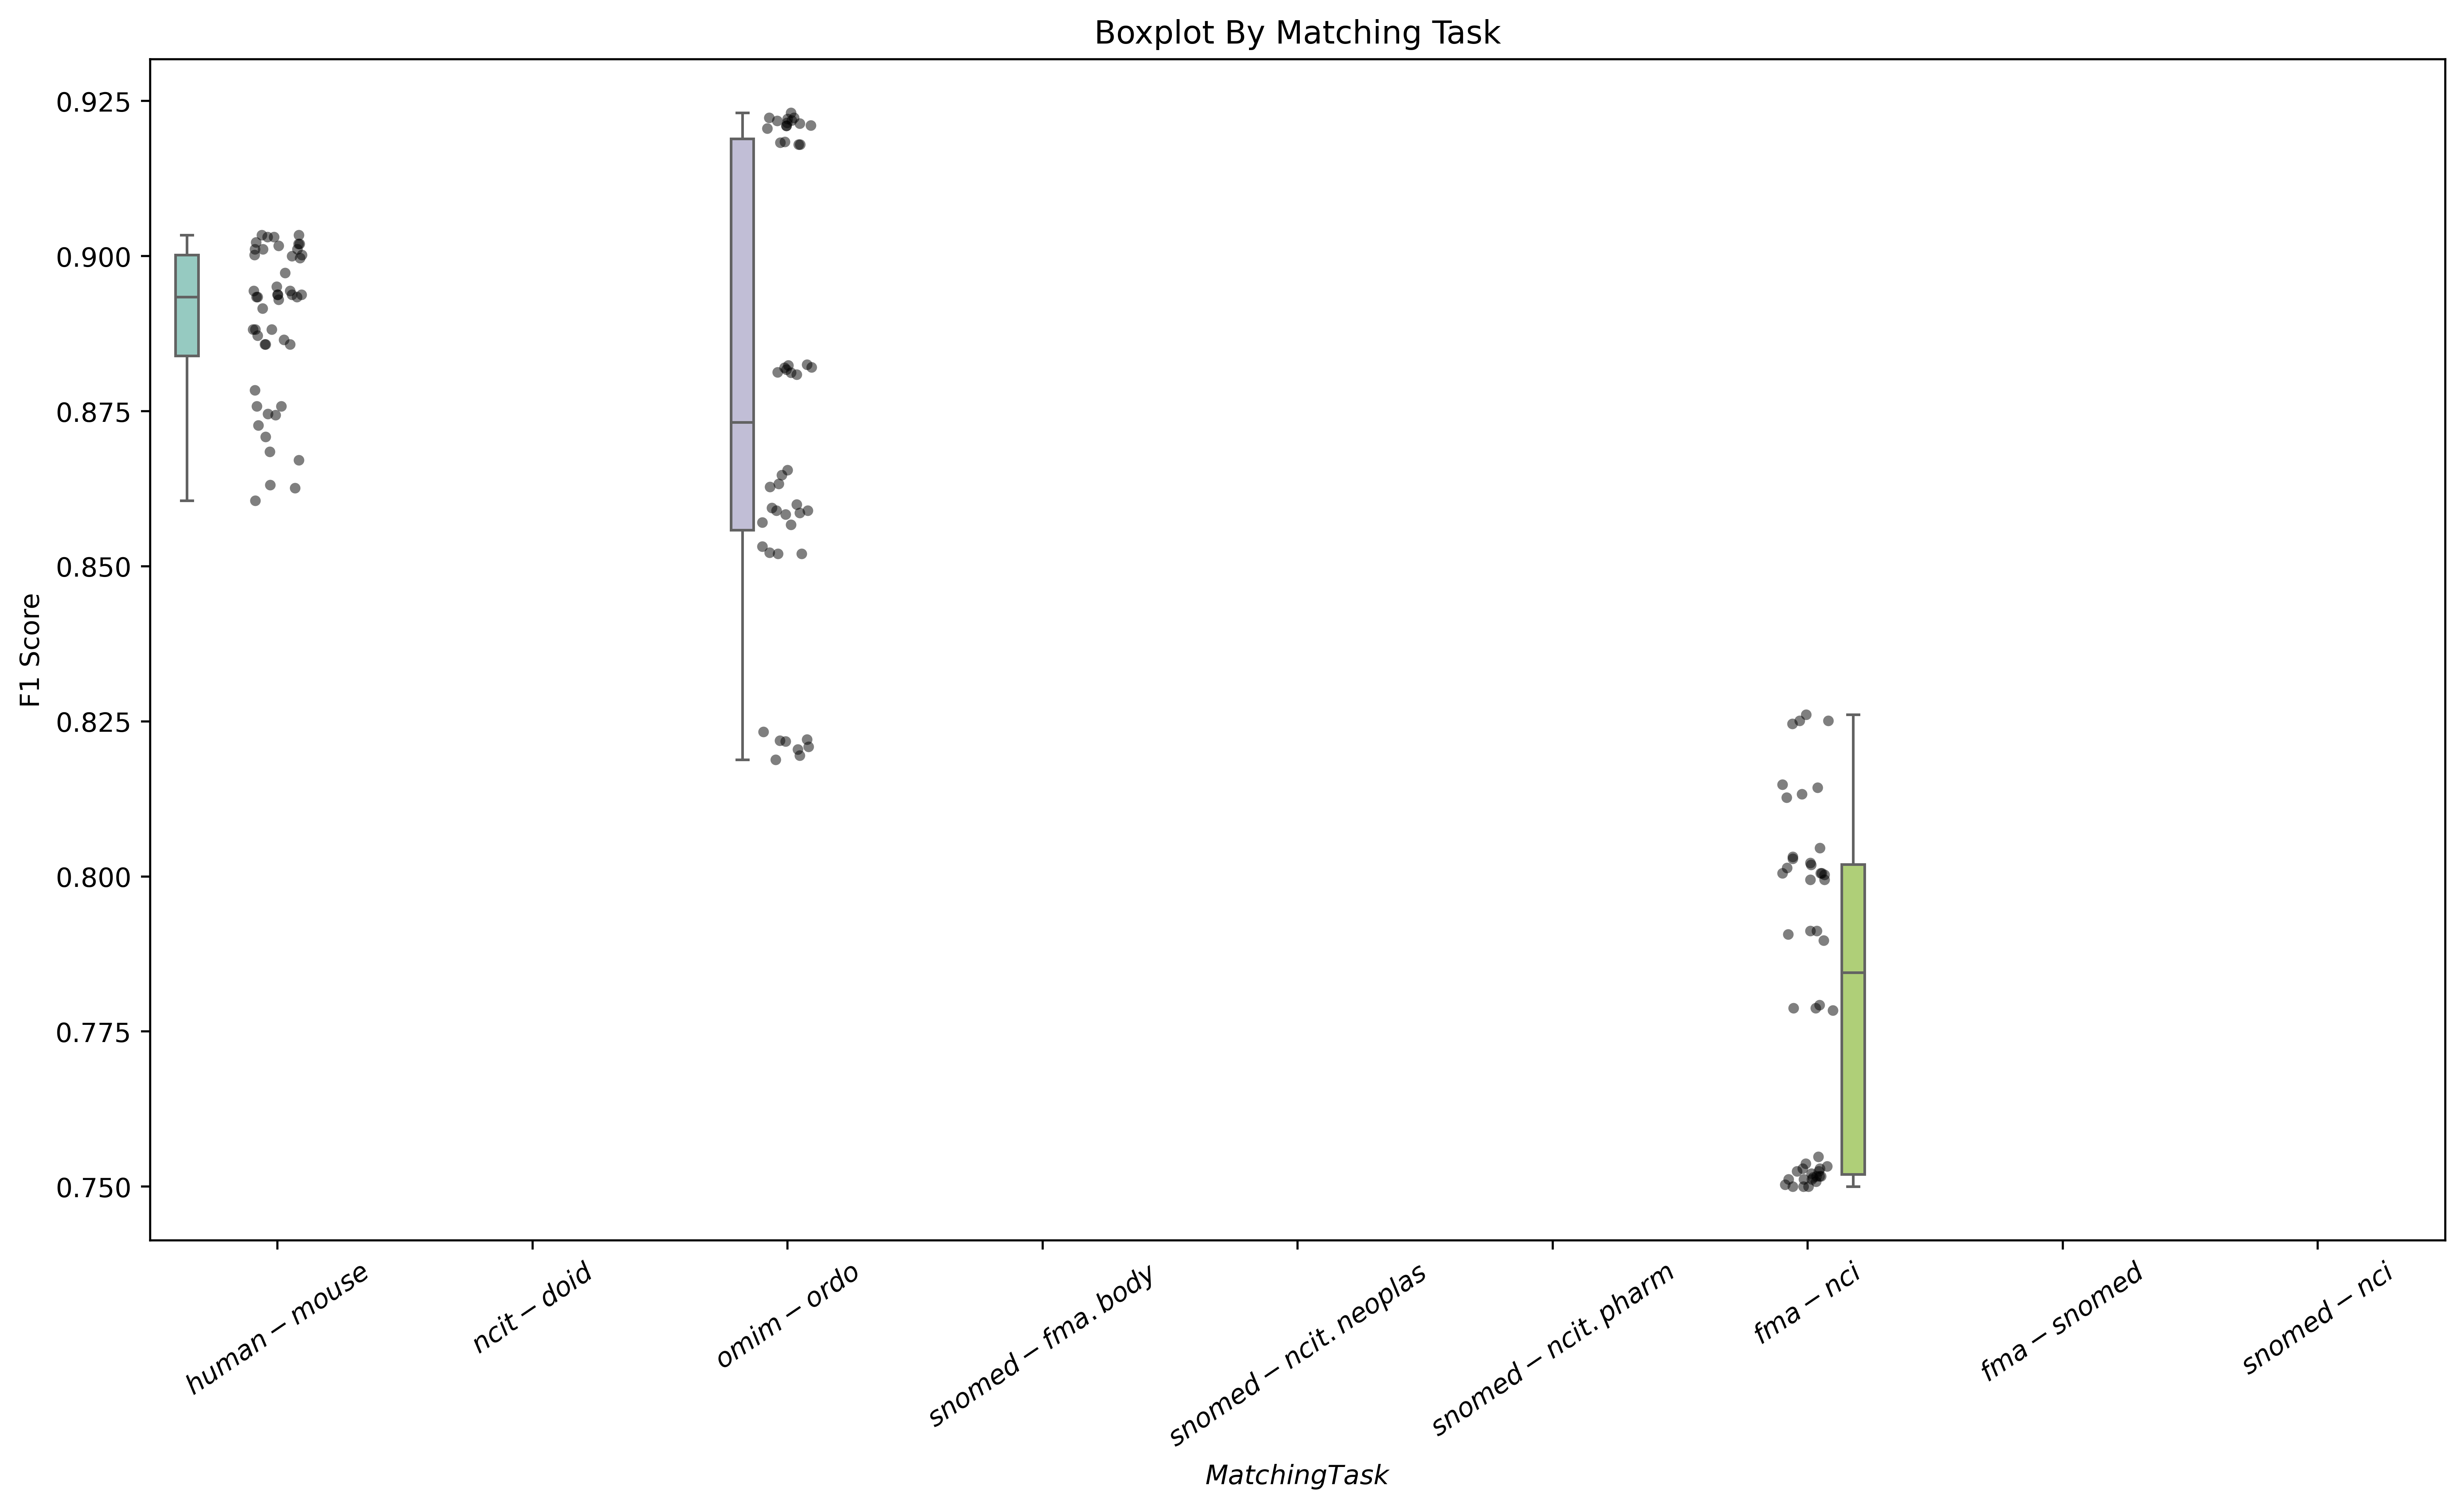 Boxplot By Matching Task
0.925
0.900
0.875
0.850
0.825
0.800
0.775
0.750
F1 Score
human − mouse
ncit − doid
omim − ordo
snomed − fma. body
snomed − ncit. neoplas
snomed − ncit. pharm
fma − nci
fma − snomed
snomed − nci
MatchingTask